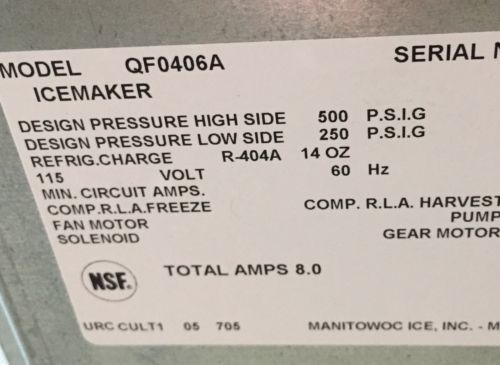 MODEL QF0406A SERIAL N
ICEMAKER
DESIGN PRESSURE HIGH SIDE 500 P.S.I.G
DESIGN PRESSURE LOW SIDE 250 P.S.I.G
REFRIG.CHARGE R-404A 14 OZ
115 VOLT 60 Hz
MIN. CIRCUIT AMPS.
COMP.R.L.A.FREEZE COMP. R.L.A. HARVEST
FAN MOTOR PUMP
SOLENOID GEAR MOTOR
NSF.
TOTAL AMPS 8.0
URC CULT1 05 705 MANITOWOC ICE, INC. - M